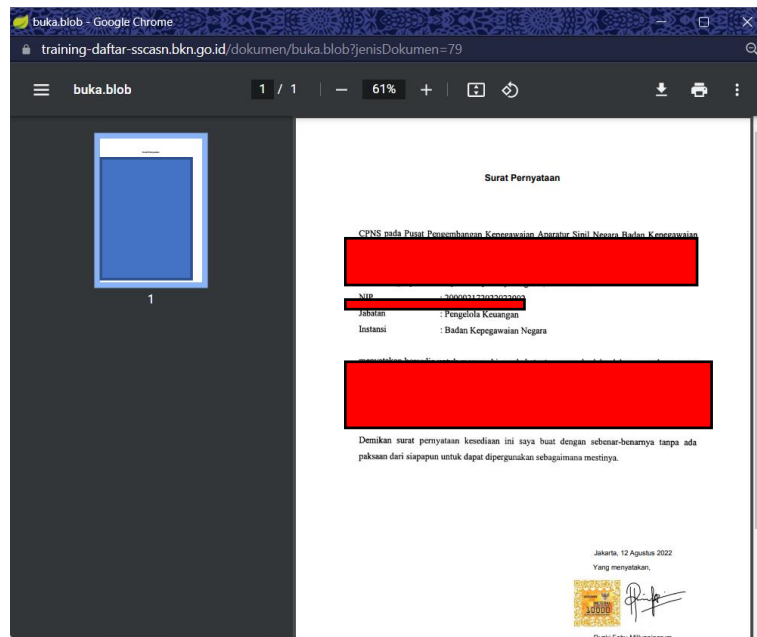 buka.blob - Google Chrome
training-daftar-sscasn.bkn.go.id/dokumen/buka.blob?jenisDokumen=79
buka.blob
1 / 1
61%
1
Surat Pernyataan
CPNS pada Pusat Pengembangan Kepegawaian Aparatur Sipil Negara Badan Kepegawaian
NIP :
Jabatan : Pengelola Keuangan
Instansi : Badan Kepegawaian Negara
Demikan surat pernyataan kesediaan ini saya buat dengan sebenar-benarnya tanpa ada
paksaan dari siapapun untuk dapat dipergunakan sebagaimana mestinya.
Jakarta, 12 Agustus 2022
Yang menyatakan,
10000